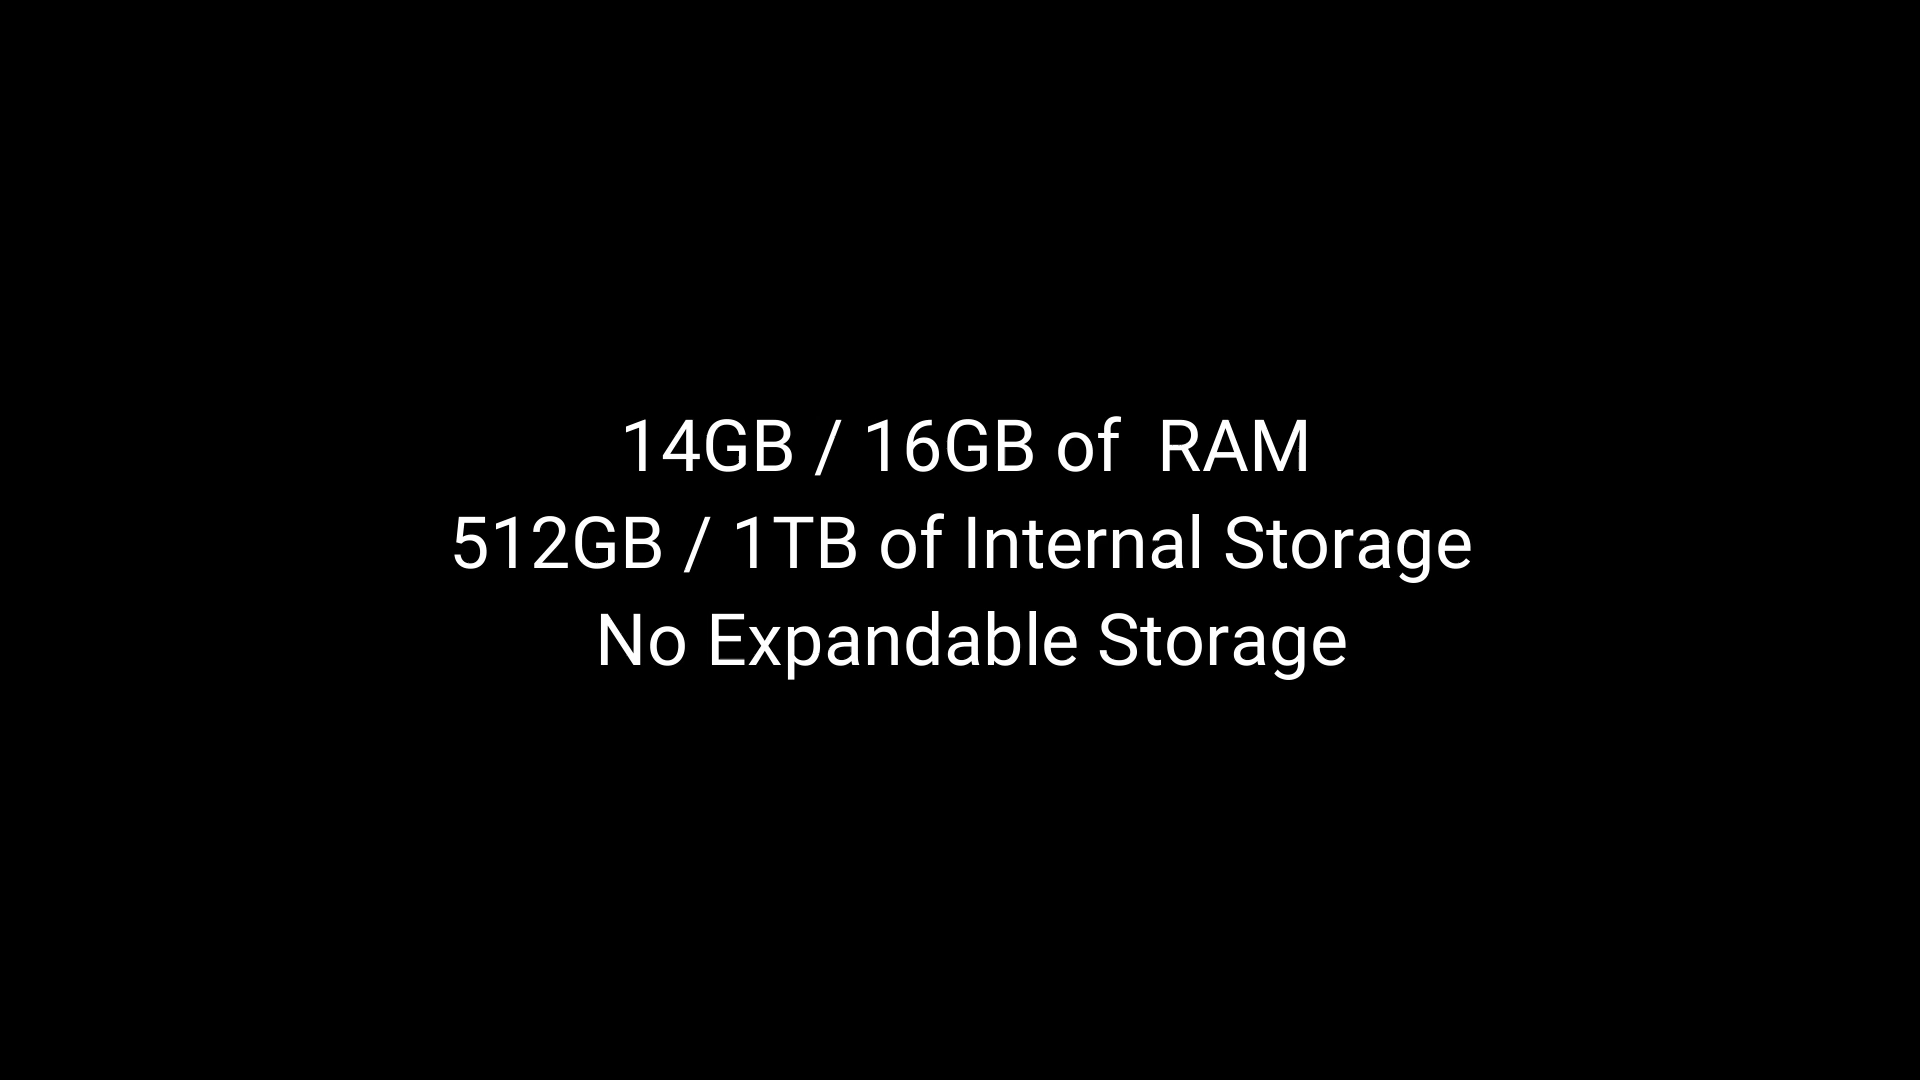 14GB / 16GB of  RAM
512GB / 1TB of Internal Storage
No Expandable Storage